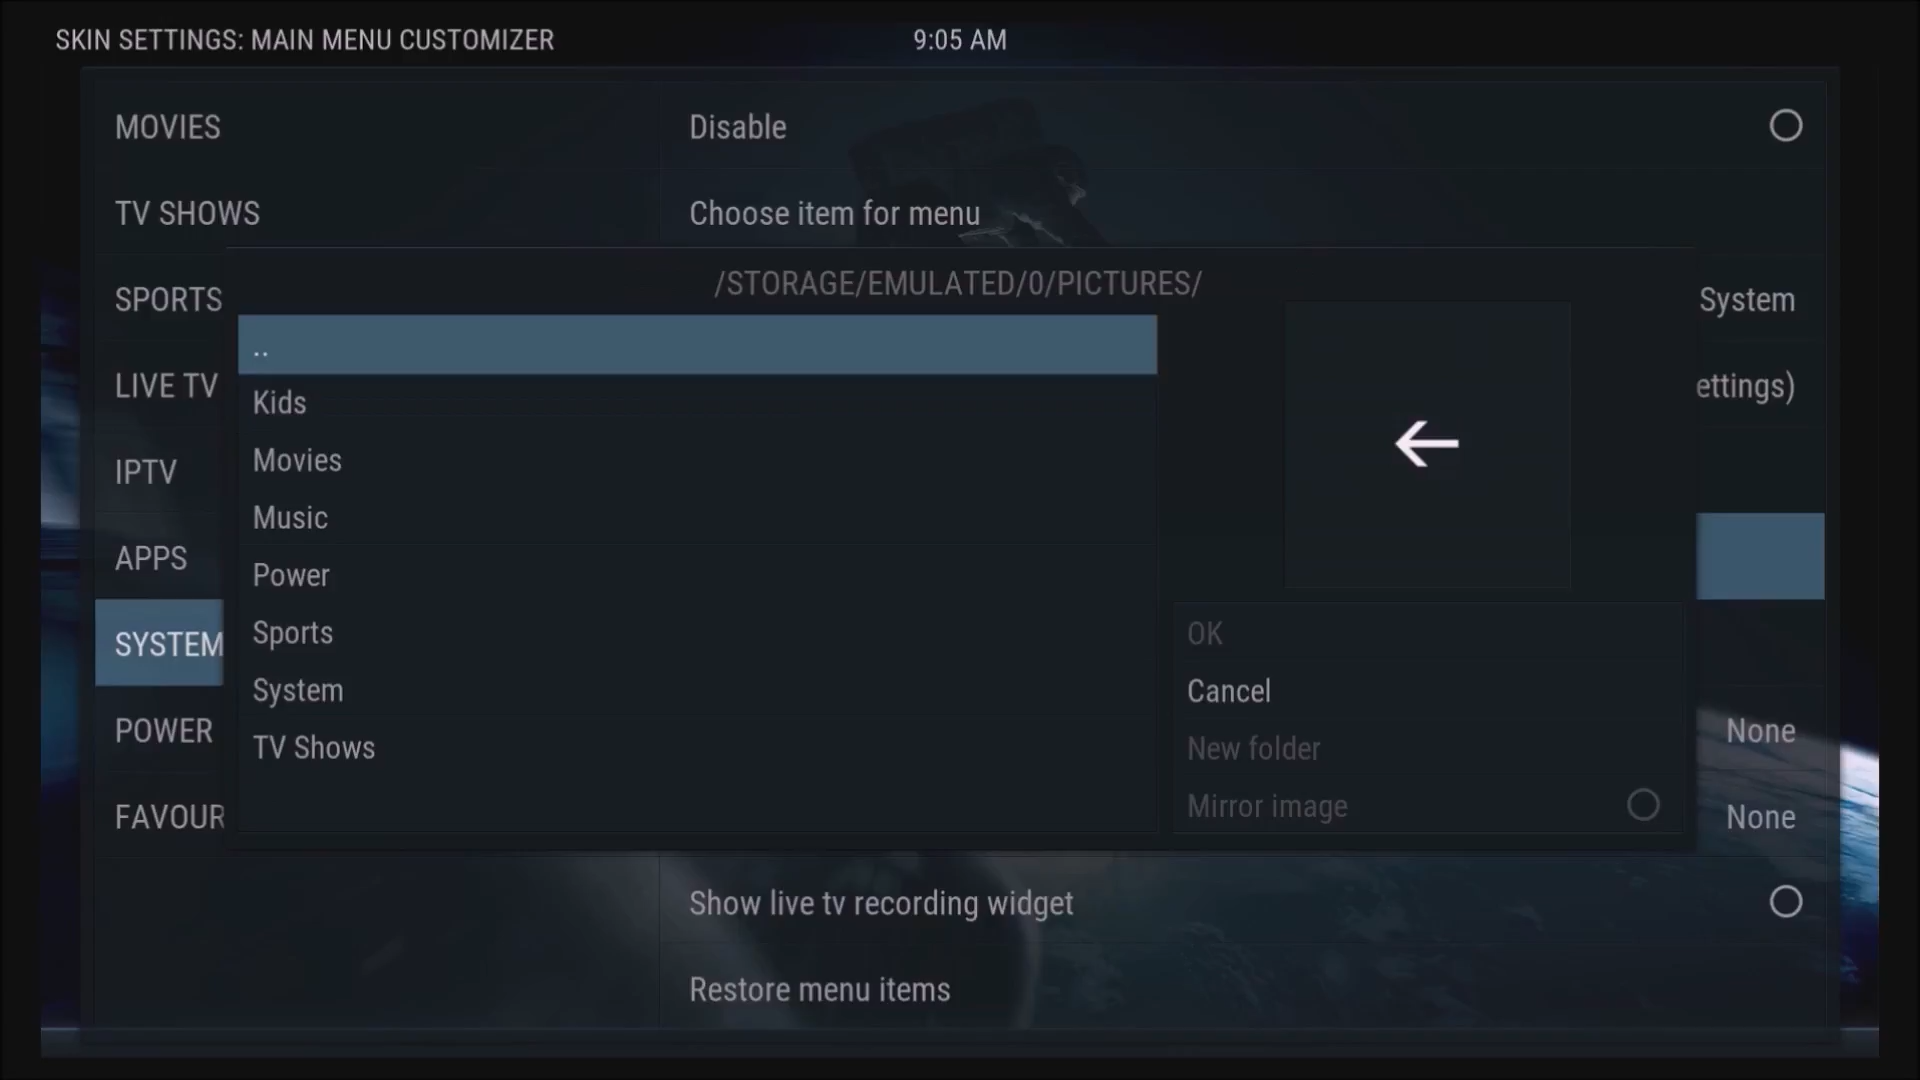 SKIN SETTINGS: MAIN MENU CUSTOMIZER
9:05 AM
MOVIES
TV SHOWS
SPORTS
LIVE TV
IPTV
APPS
SYSTEM
POWER
FAVOUR
Disable
Choose item for menu
System
ettings)
None
None
Show live tv recording widget
Restore menu items
/STORAGE/EMULATED/0/PICTURES/
..
Kids
Movies
Music
Power
Sports
System
TV Shows
OK
Cancel
New folder
Mirror image